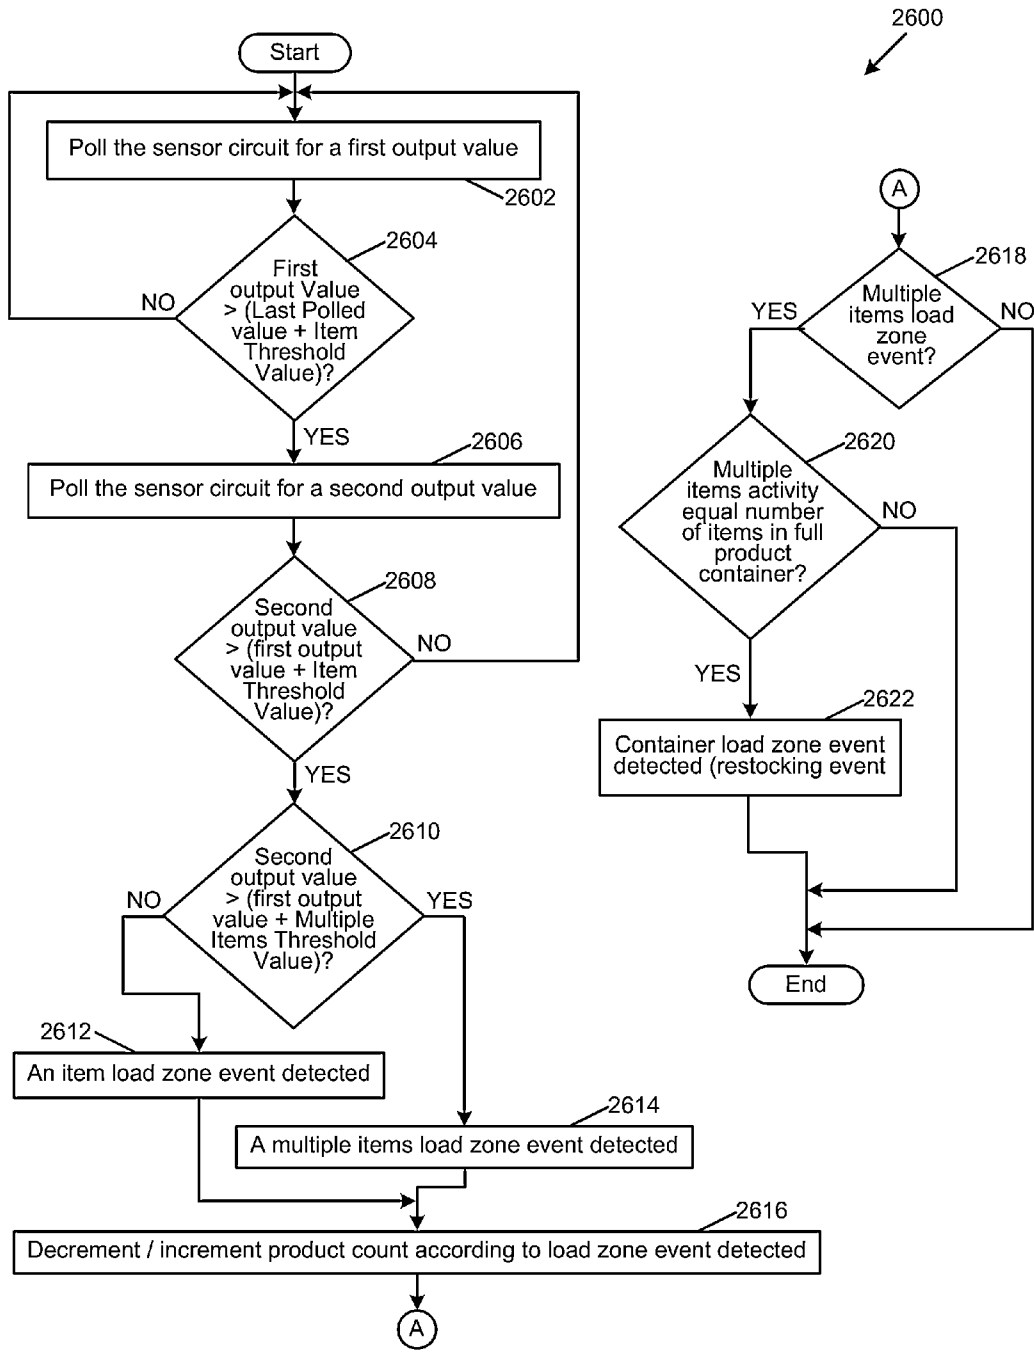 2600
Start
Poll the sensor circuit for a first output value
2602
2604
First
output Value
> (Last Polled
value + Item
Threshold
Value)?
NO
YES
2606
Poll the sensor circuit for a second output value
2608
Second
output value
> (first output
value + Item
Threshold
Value)?
NO
YES
2610
Second
output value
> (first output
value + Multiple
Items Threshold
Value)?
NO
YES
2612
An item load zone event detected
2614
A multiple items load zone event detected
2616
Decrement / increment product count according to load zone event detected
A
A
2618
Multiple
items load
zone
event?
YES
NO
2620
Multiple
items activity
equal number
of items in full
product
container?
NO
YES
2622
Container load zone event
detected (restocking event
End